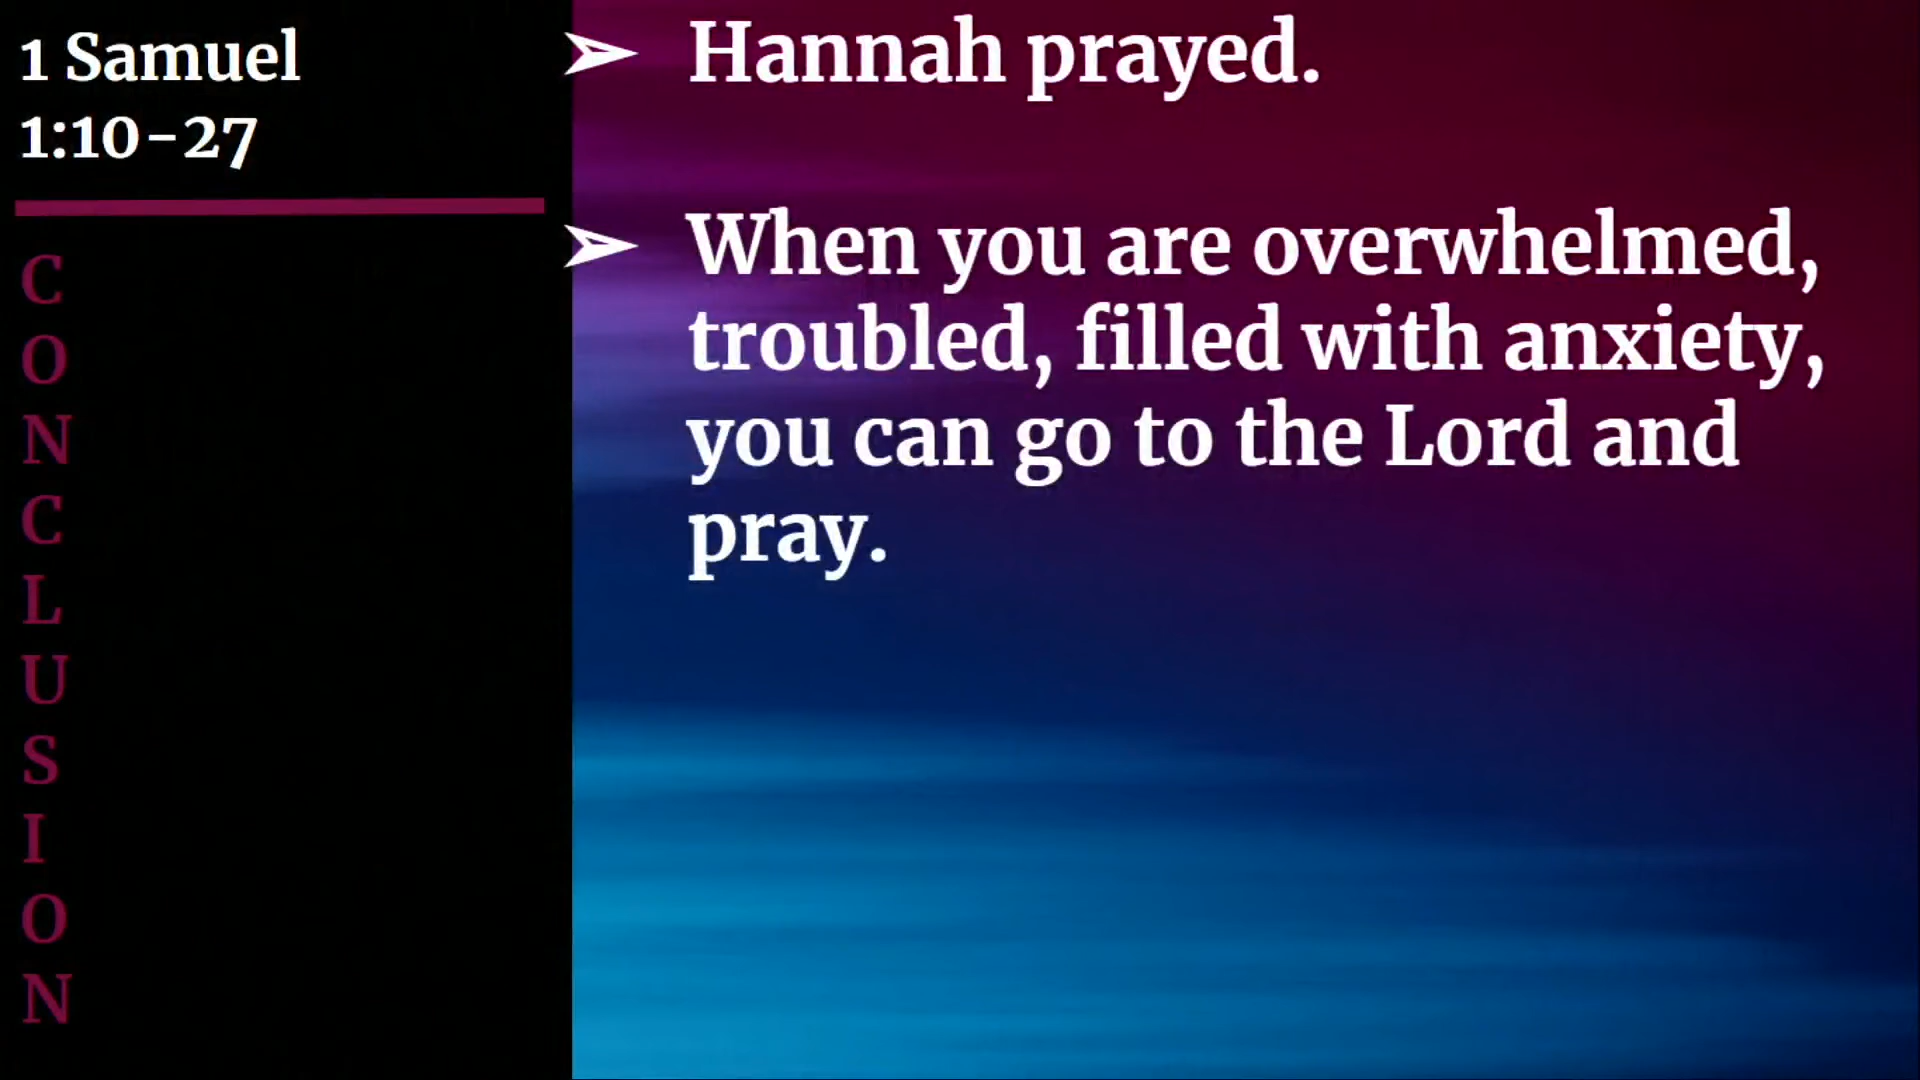 1 Samuel
1:10-27
C
O
N
C
L
U
S
I
O
N
➢ Hannah prayed.
➢ When you are overwhelmed,
troubled, filled with anxiety,
you can go to the Lord and
pray.